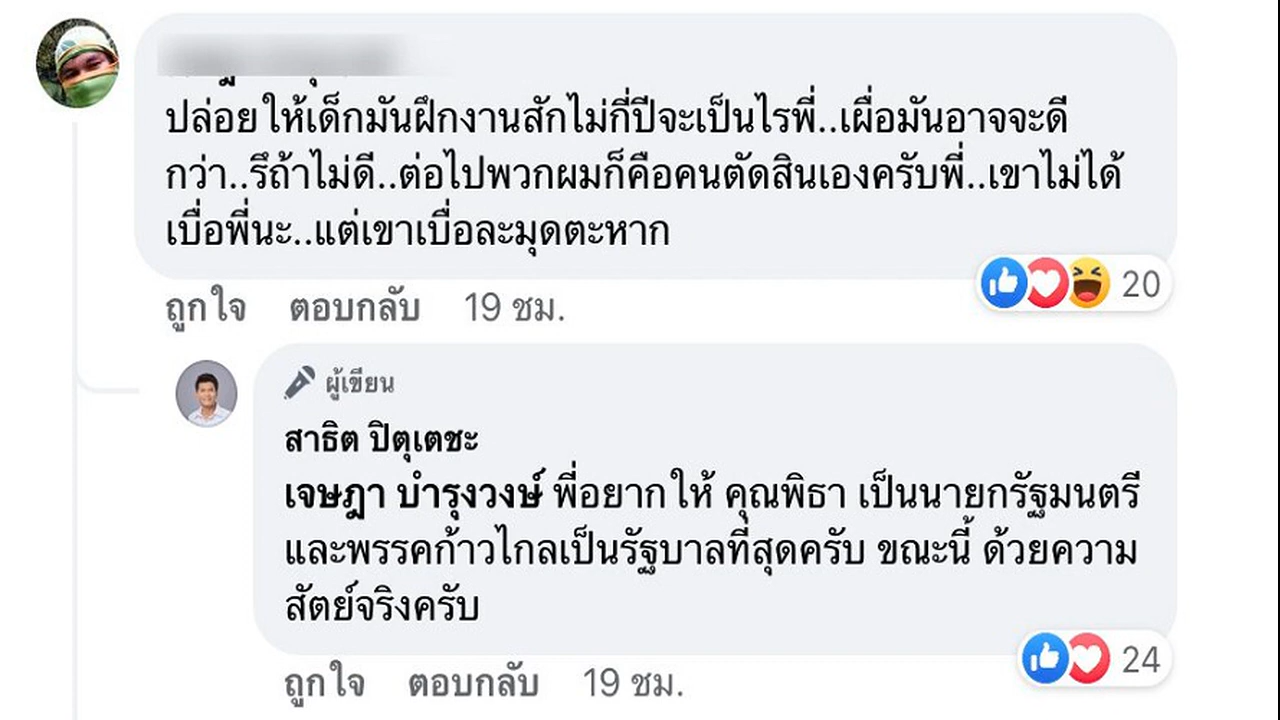 ปล่อยให้เด็กมันฝึกงานสักไม่กี่ปีจะเป็นไรพี่..เผื่อมันอาจจะดี
กว่า..รึถ้าไม่ดี..ต่อไปพวกผมก็คือคนตัดสินเองครับพี่..เขาไม่ได้
เบื่อพี่นะ..แต่เขาเบื่อละมุดตะหาก
20
ถูกใจ ตอบกลับ 19 ชม.
ผู้เขียน
สาธิต ปิตุเตชะ
เจษฎา บำรุงวงษ์ พี่อยากให้ คุณพิธา เป็นนายกรัฐมนตรี
และพรรคก้าวไกลเป็นรัฐบาลที่สุดครับ ขณะนี้ ด้วยความ
สัตย์จริงครับ
24
ถูกใจ ตอบกลับ 19 ชม.